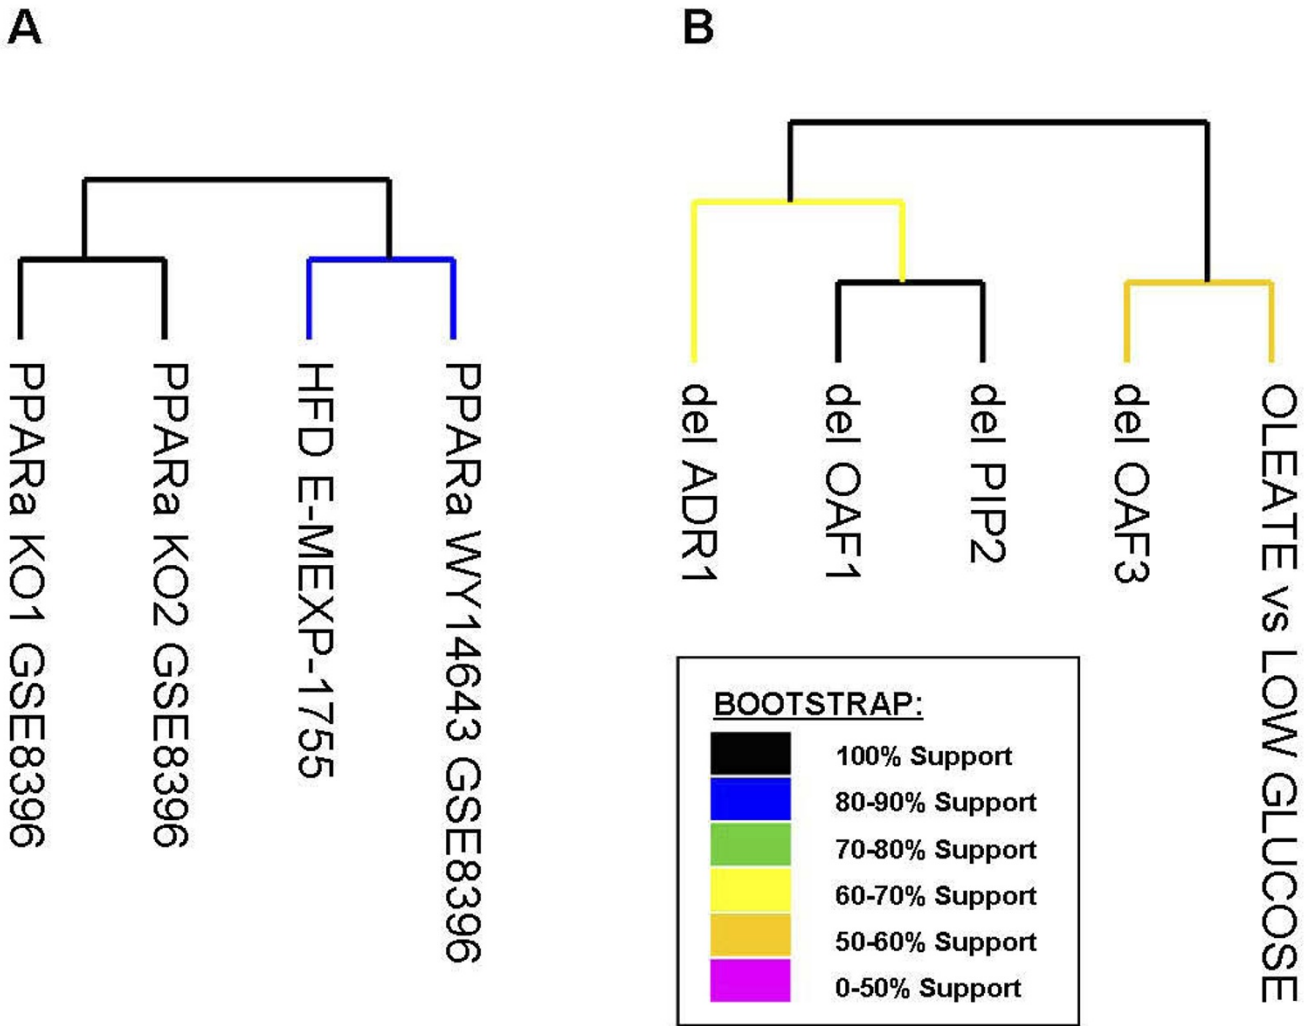 A
B
PPARa KO1 GSE8396
PPARa KO2 GSE8396
HFD E-MEXP-1755
PPARa WY14643 GSE8396
del ADR1
del OAF1
del PIP2
del OAF3
OLEATE vs LOW GLUCOSE
BOOTSTRAP:
100% Support
80-90% Support
70-80% Support
60-70% Support
50-60% Support
0-50% Support